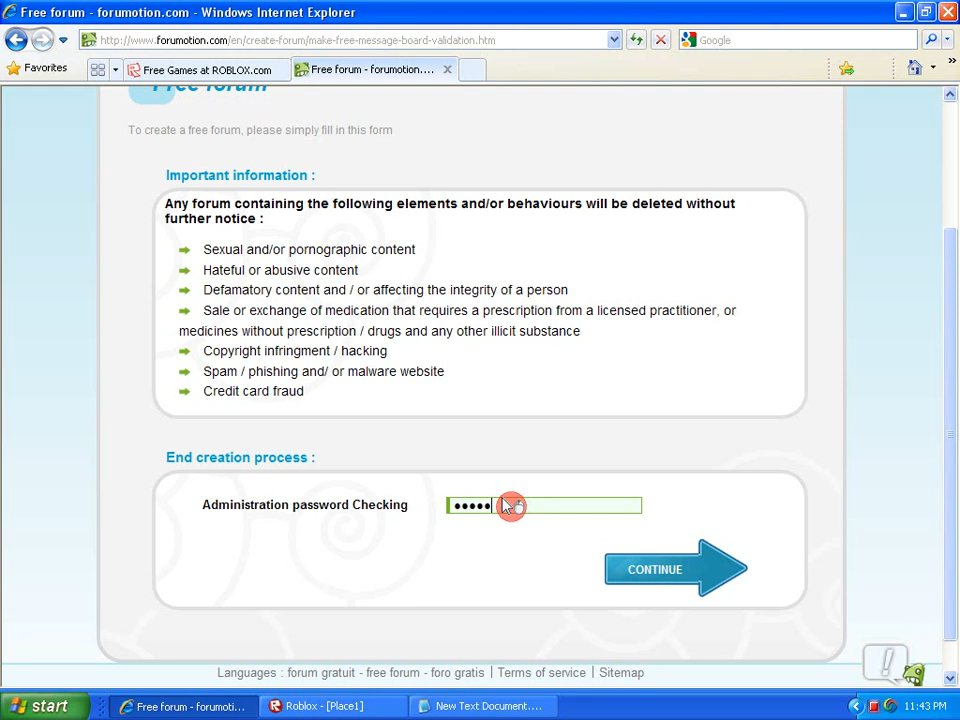 Free forum - forumotion.com - Windows Internet Explorer
http://www.forumotion.com/en/create-forum/make-free-message-board-validation.htm
Google
Favorites
Free Games at ROBLOX.com
Free forum - forumotion....
Free forum
To create a free forum, please simply fill in this form
Important information :
Any forum containing the following elements and/or behaviours will be deleted without
further notice :
Sexual and/or pornographic content
Hateful or abusive content
Defamatory content and / or affecting the integrity of a person
Sale or exchange of medication that requires a prescription from a licensed practitioner, or
medicines without prescription / drugs and any other illicit substance
Copyright infringment / hacking
Spam / phishing and/ or malware website
Credit card fraud
End creation process :
Administration password Checking
•••••
CONTINUE
Languages : forum gratuit - free forum - foro gratis | Terms of service | Sitemap
start
Free forum - forumoti...
Roblox - [Place1]
New Text Document....
11:43 PM